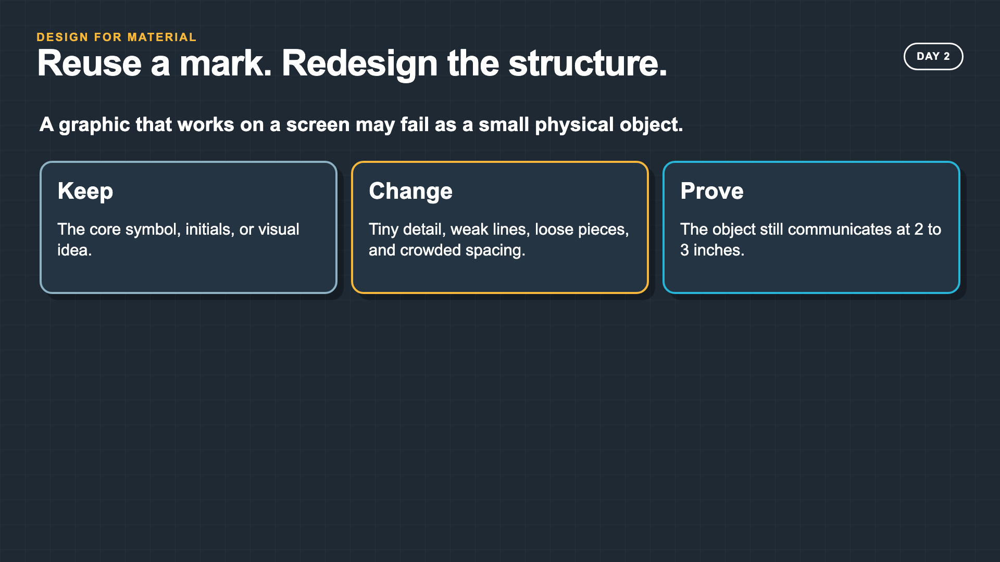 DESIGN FOR MATERIAL
Reuse a mark. Redesign the structure.
DAY 2
A graphic that works on a screen may fail as a small physical object.
Keep
The core symbol, initials, or visual
idea.
Change
Tiny detail, weak lines, loose pieces,
and crowded spacing.
Prove
The object still communicates at 2 to
3 inches.